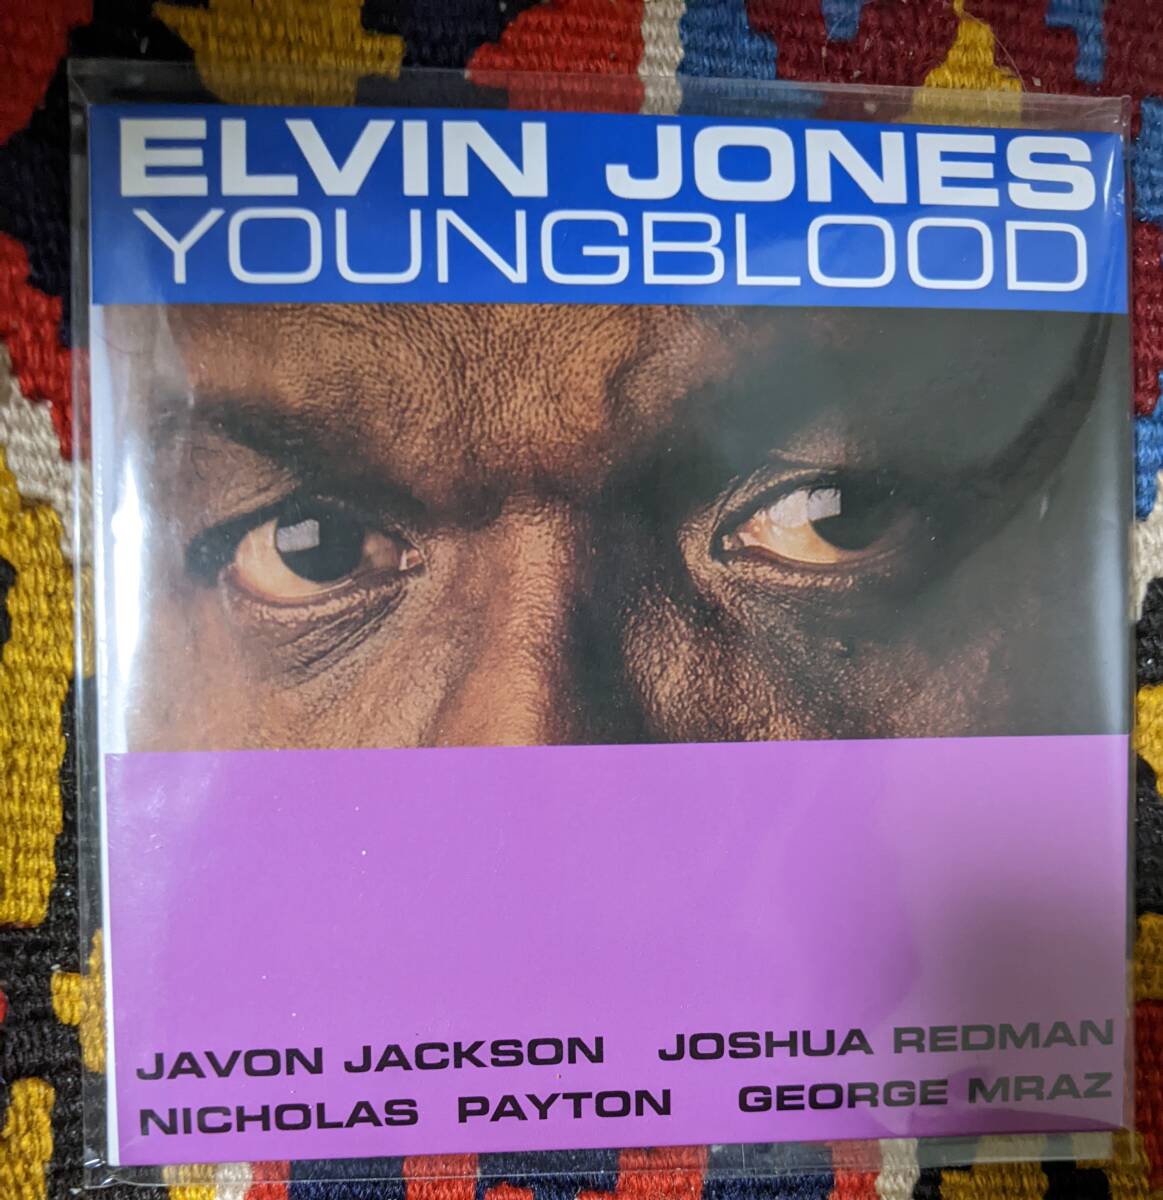 ELVIN JONES
YOUNGBLOOD
JAVON JACKSON JOSHUA REDMAN
NICHOLAS PAYTON GEORGE MRAZ